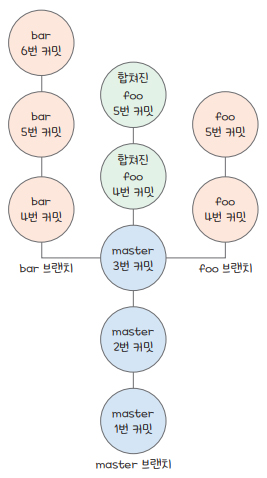 bar
6번 커밋
bar
5번 커밋
bar
4번 커밋
bar 브랜치
합쳐진
foo
5번 커밋
합쳐진
foo
4번 커밋
foo
5번 커밋
foo
4번 커밋
foo 브랜치
master
3번 커밋
master
2번 커밋
master
1번 커밋
master 브랜치